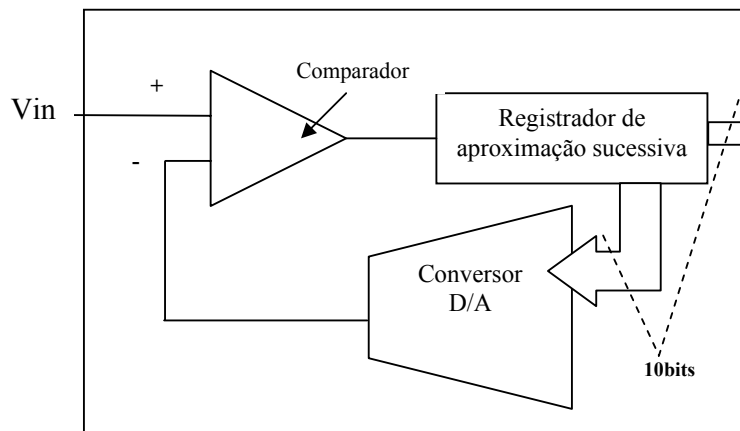 Comparador
+
Vin
-
Registrador de
aproximação sucessiva
Conversor
D/A
10bits